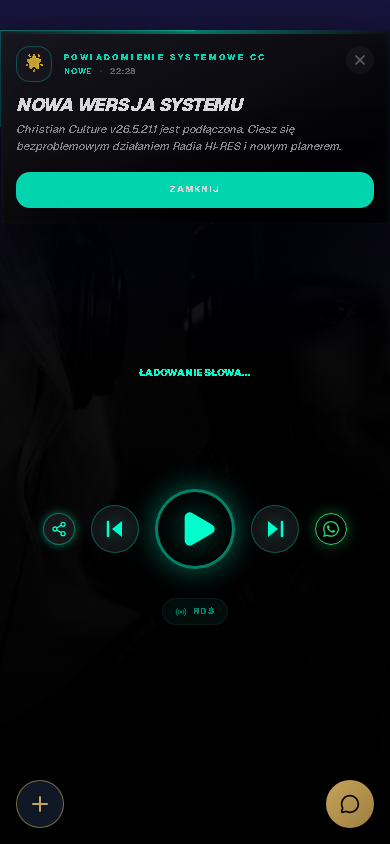 POWIADOMIENIE SYSTEMOWE CC
NOWE · 22:28
NOWA WERSJA SYSTEMU
Christian Culture v26.5.21.1 jest podłączona. Ciesz się
bezproblemowym działaniem Radia HI-RES i nowym planerem.
ZAMKNIJ
ŁADOWANIE SŁOWA...
RDS